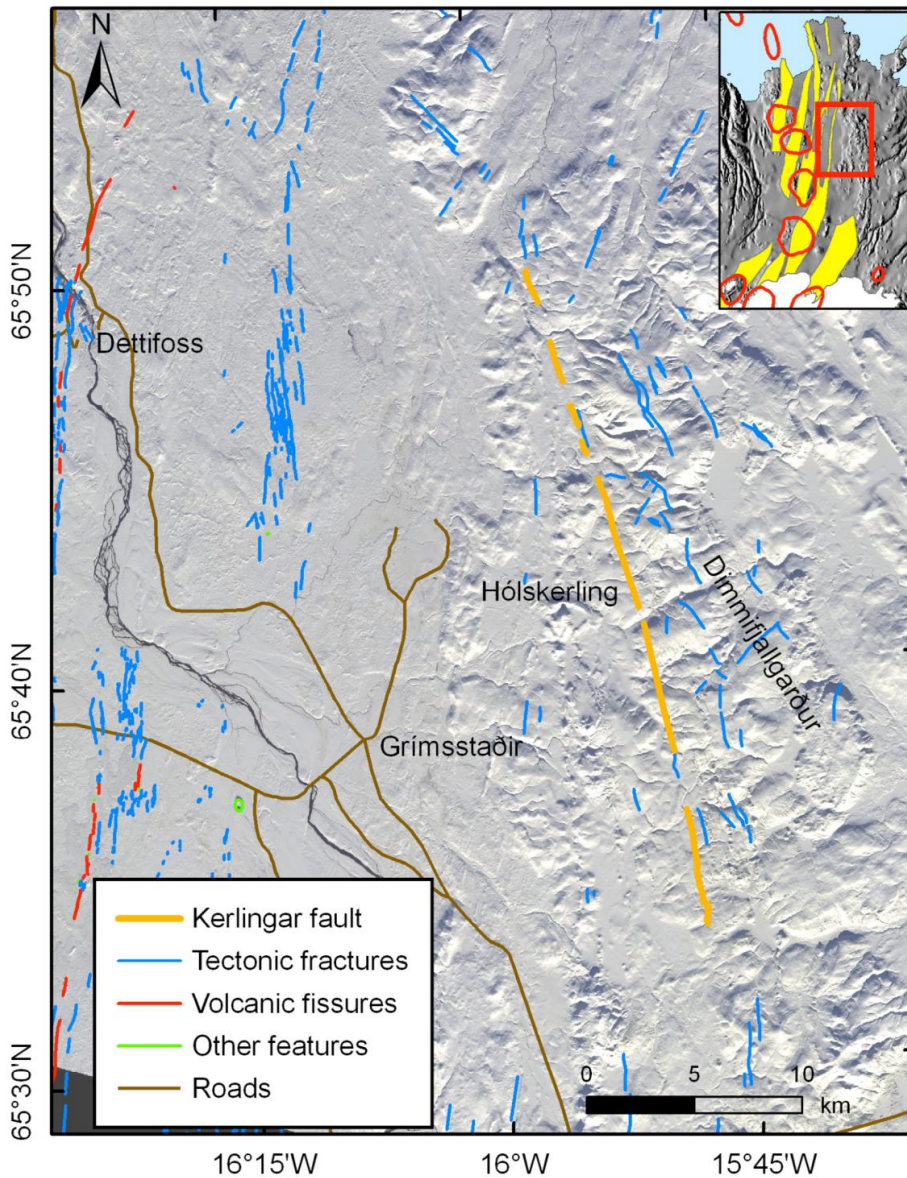 N
65°50'N
Dettifoss
Hólskerling
Dimmifjallgarður
65°40'N
Grímsstaðir
Kerlingar fault
Tectonic fractures
Volcanic fissures
Other features
Roads
0 5 10
km
65°30'N
16°15'W 16°W 15°45'W